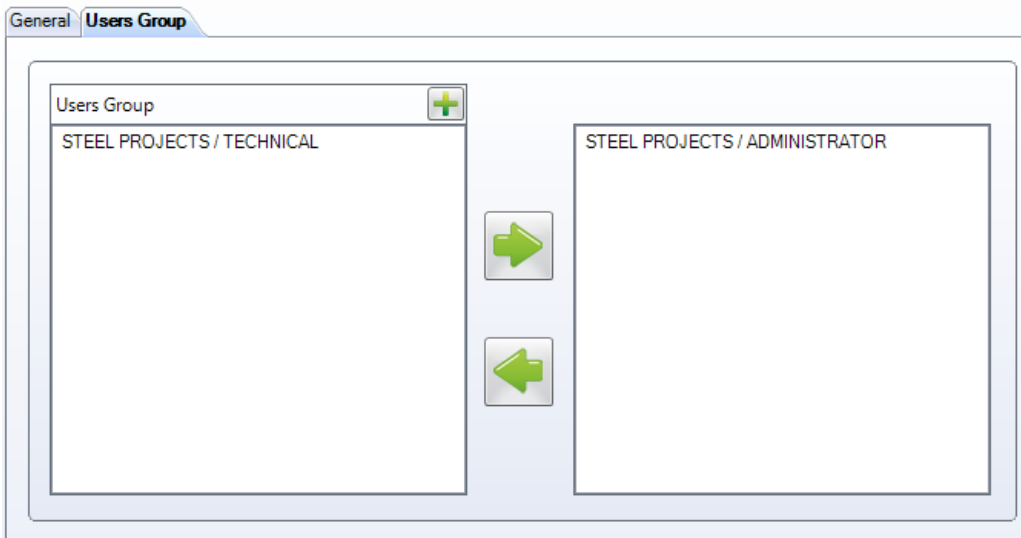 General
Users Group
Users Group
STEEL PROJECTS / TECHNICAL
STEEL PROJECTS / ADMINISTRATOR